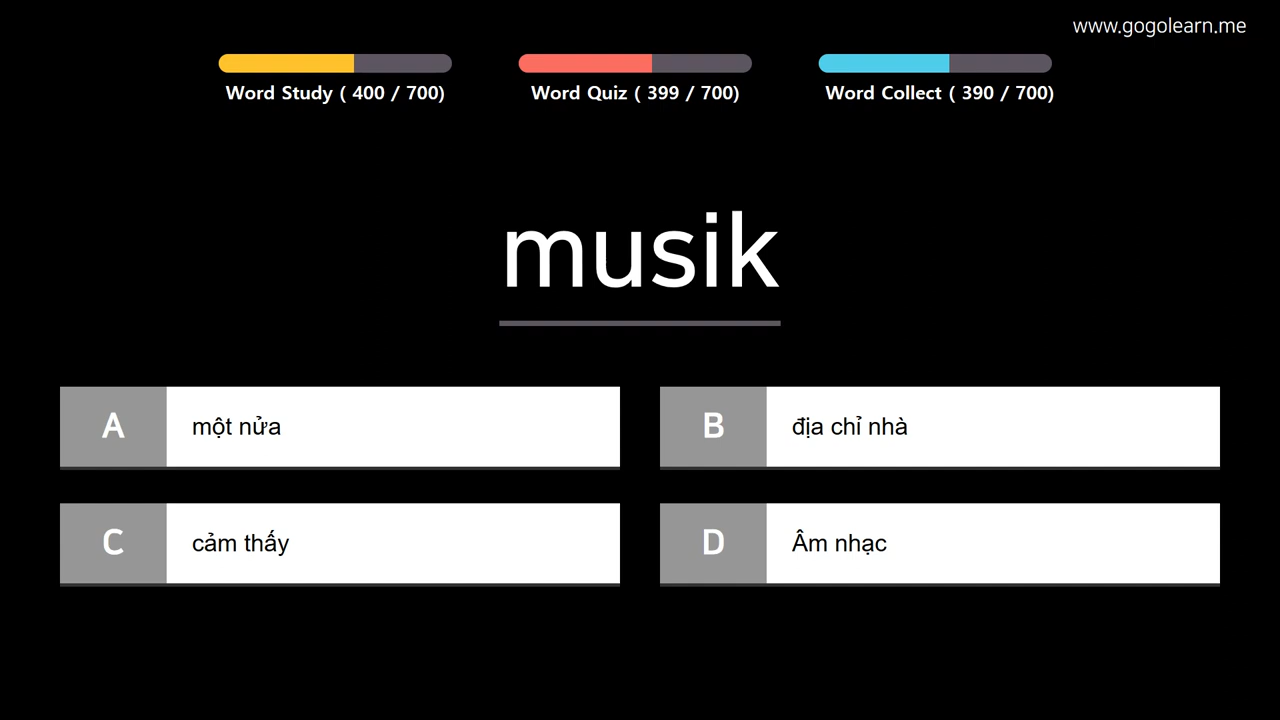 www.gogolearn.me
Word Study ( 400 / 700)
Word Quiz ( 399 / 700)
Word Collect ( 390 / 700)
musik
A
một nửa
B
địa chỉ nhà
C
cảm thấy
D
Âm nhạc